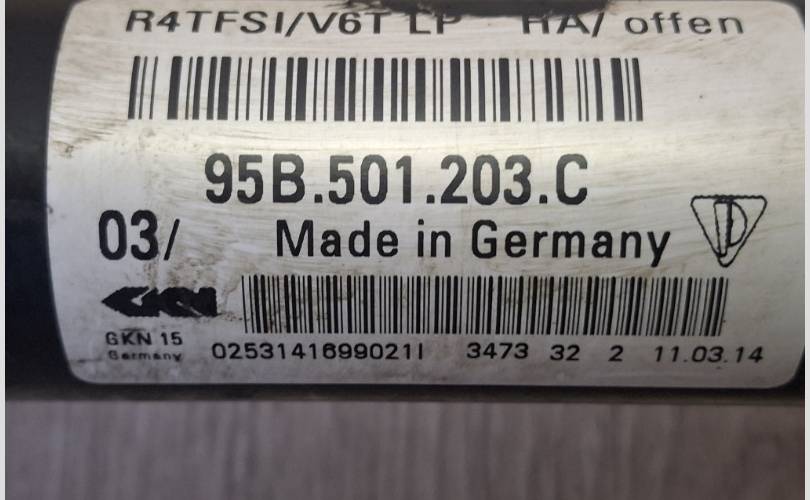 R4TFSI/V6T LP HA/ offen
95B.501.203.C
03/ Made in Germany
GKN
GKN 15
Germany
0253141699021I 3473 32 2 11.03.14